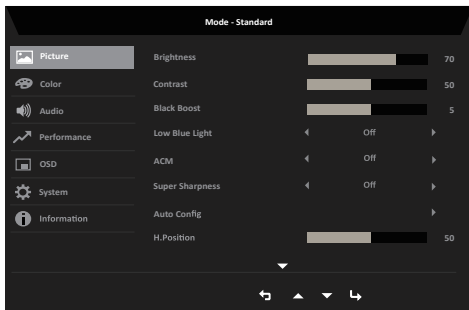 Mode - Standard
Picture
Color
Audio
Performance
OSD
System
Information
Brightness 70
Contrast 50
Black Boost 5
Low Blue Light Off
ACM Off
Super Sharpness Off
Auto Config
H.Position 50